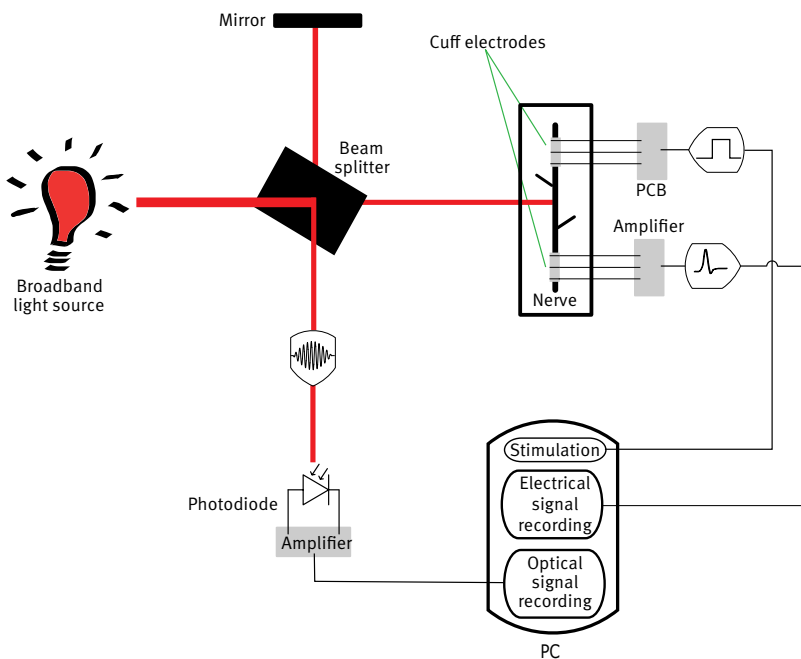 Mirror
Cuff electrodes
Beam
splitter
PCB
Amplifier
Broadband
light source
Nerve
Stimulation
Photodiode
Electrical
signal
recording
Amplifier
Optical
signal
recording
PC